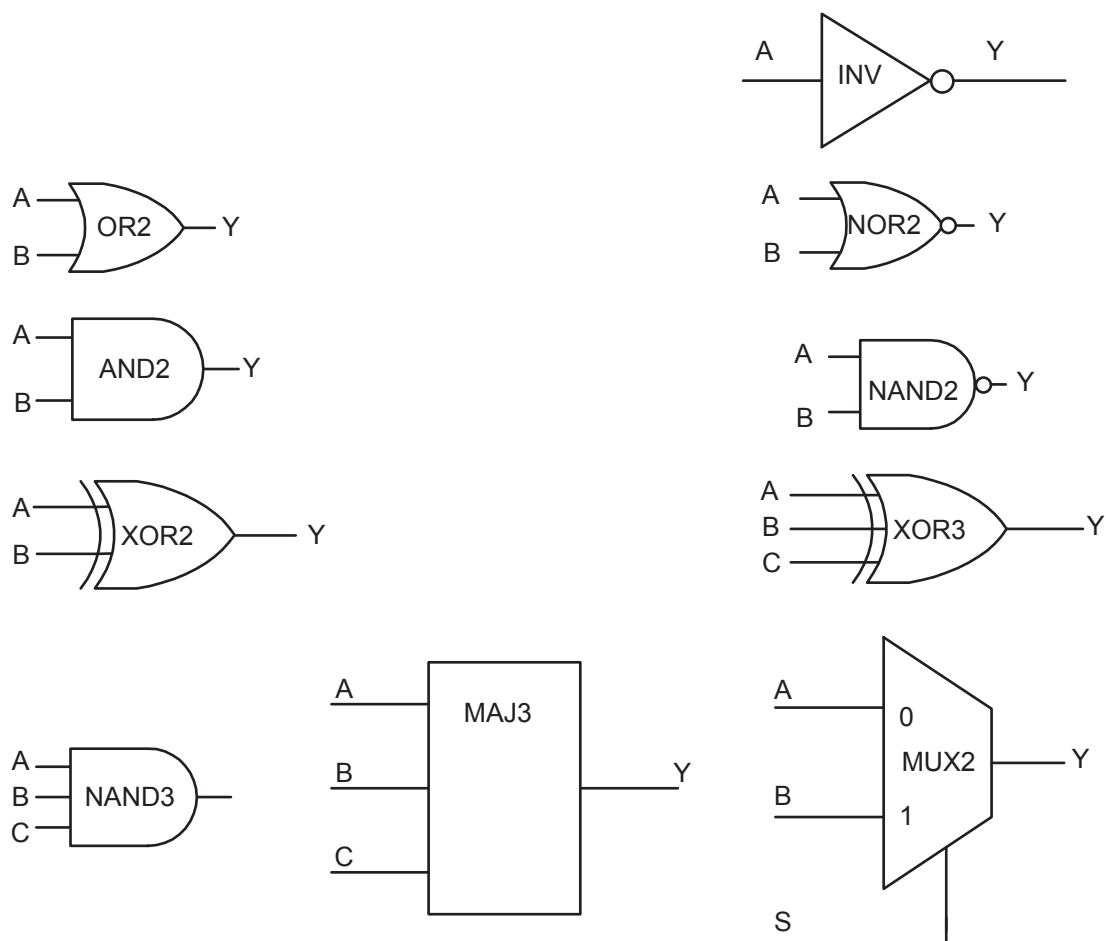 A INV Y
A OR2 Y
B
A NOR2 Y
B
A AND2 Y
B
A NAND2 Y
B
A XOR2 Y
B
A XOR3 Y
B
C
A
B NAND3
C
A MAJ3
B Y
C
A 0
MUX2 Y
B 1
S